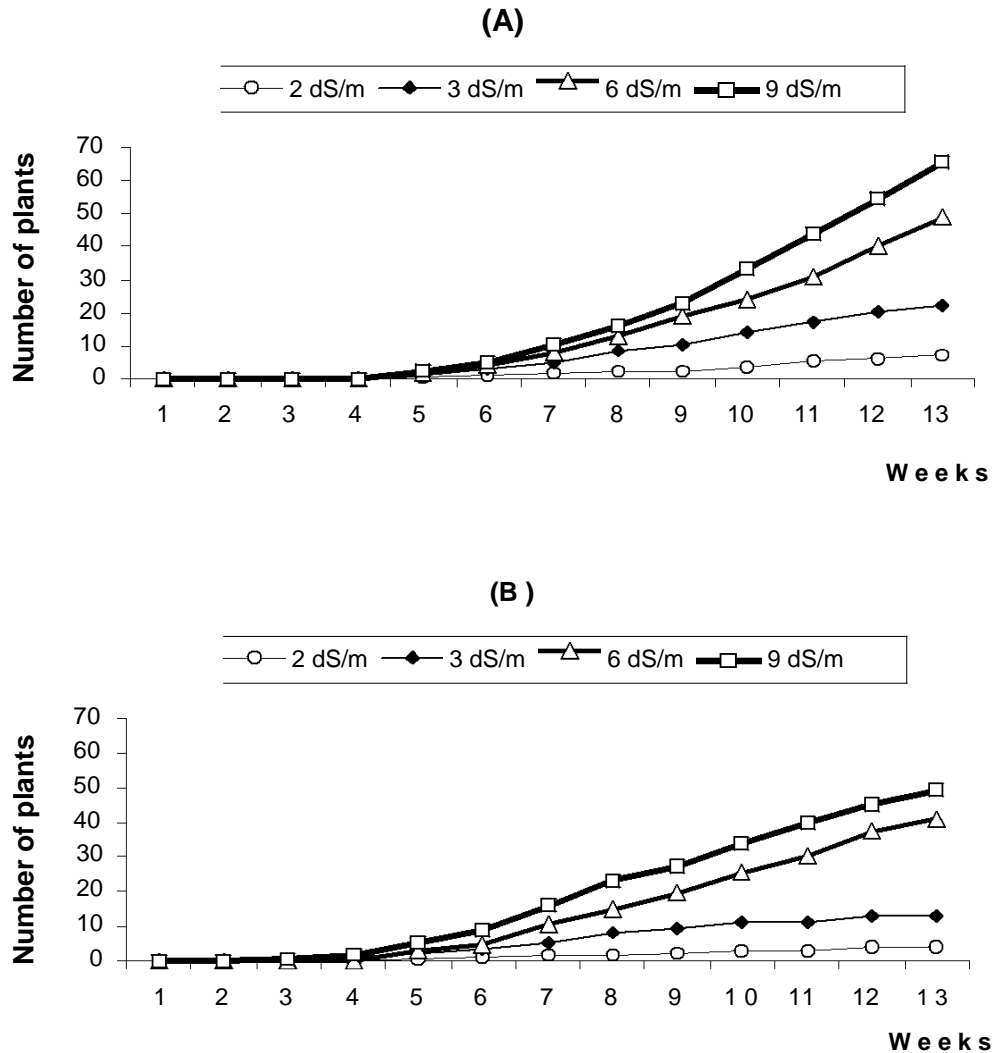 (A)
2 dS/m 3 dS/m 6 dS/m 9 dS/m
Number of plants
70
60
50
40
30
20
10
0
1 2 3 4 5 6 7 8 9 10 11 12 13
W e e k s
(B )
2 dS/m 3 dS/m 6 dS/m 9 dS/m
Number of plants
70
60
50
40
30
20
10
0
1 2 3 4 5 6 7 8 9 1 0 11 12 1 3
W e e k s